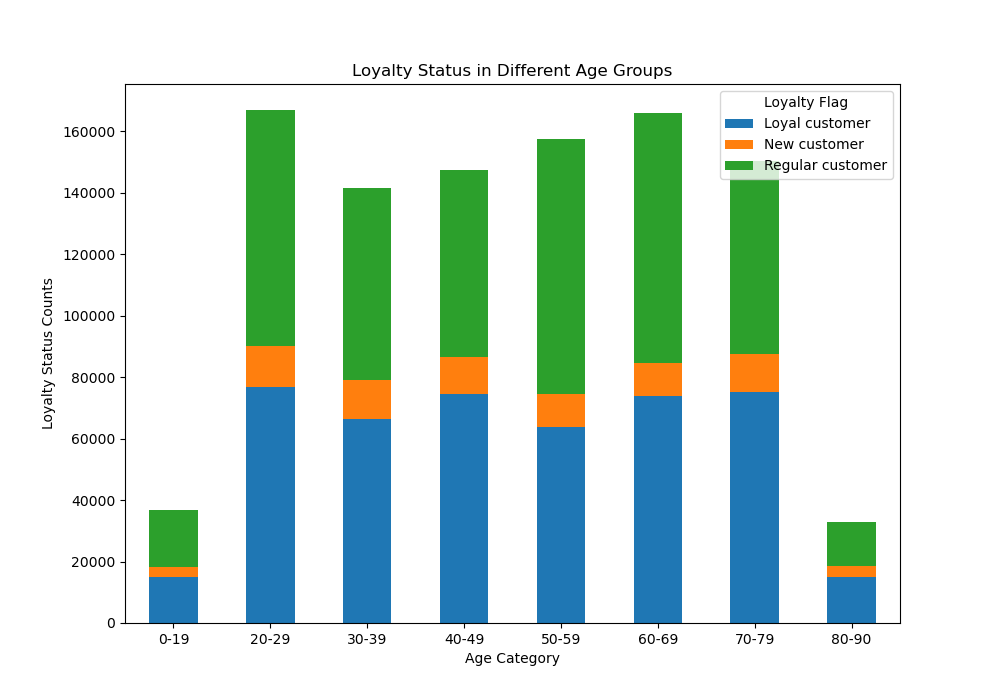 Loyalty Status in Different Age Groups
Loyalty Flag
Loyal customer
New customer
Regular customer
Loyalty Status Counts
160000
140000
120000
100000
80000
60000
40000
20000
0
0-19 20-29 30-39 40-49 50-59 60-69 70-79 80-90
Age Category